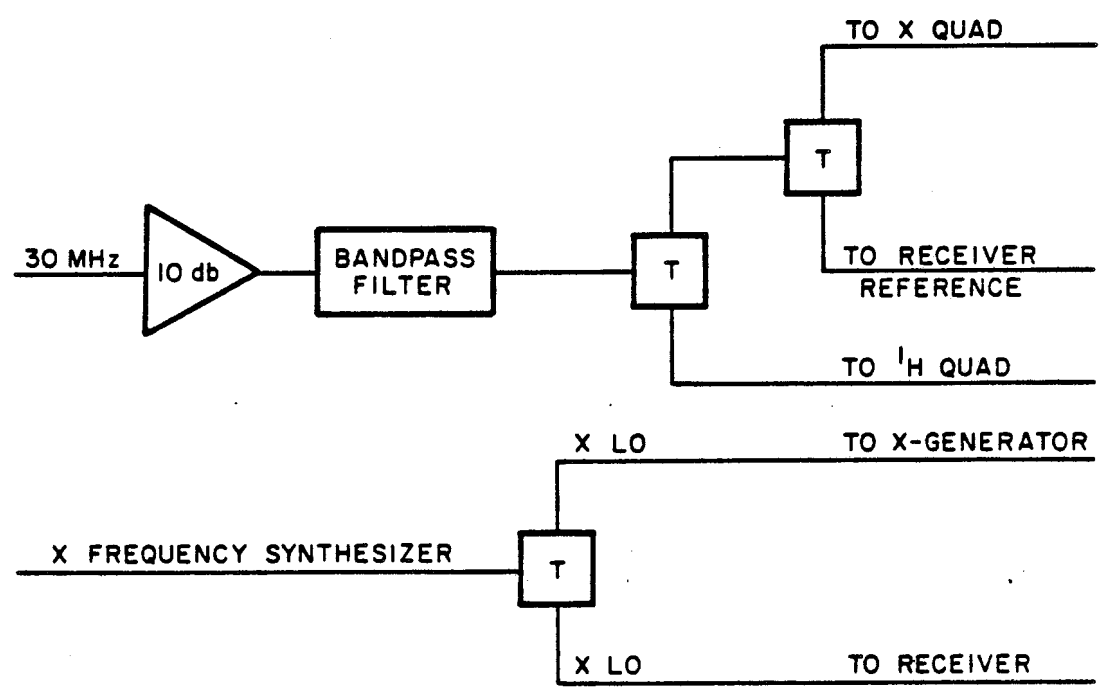 TO X QUAD
T
30 MHz
10 db
BANDPASS
FILTER
T
TO RECEIVER
REFERENCE
TO ¹H QUAD
X LO
TO X-GENERATOR
X FREQUENCY SYNTHESIZER
T
X LO
TO RECEIVER